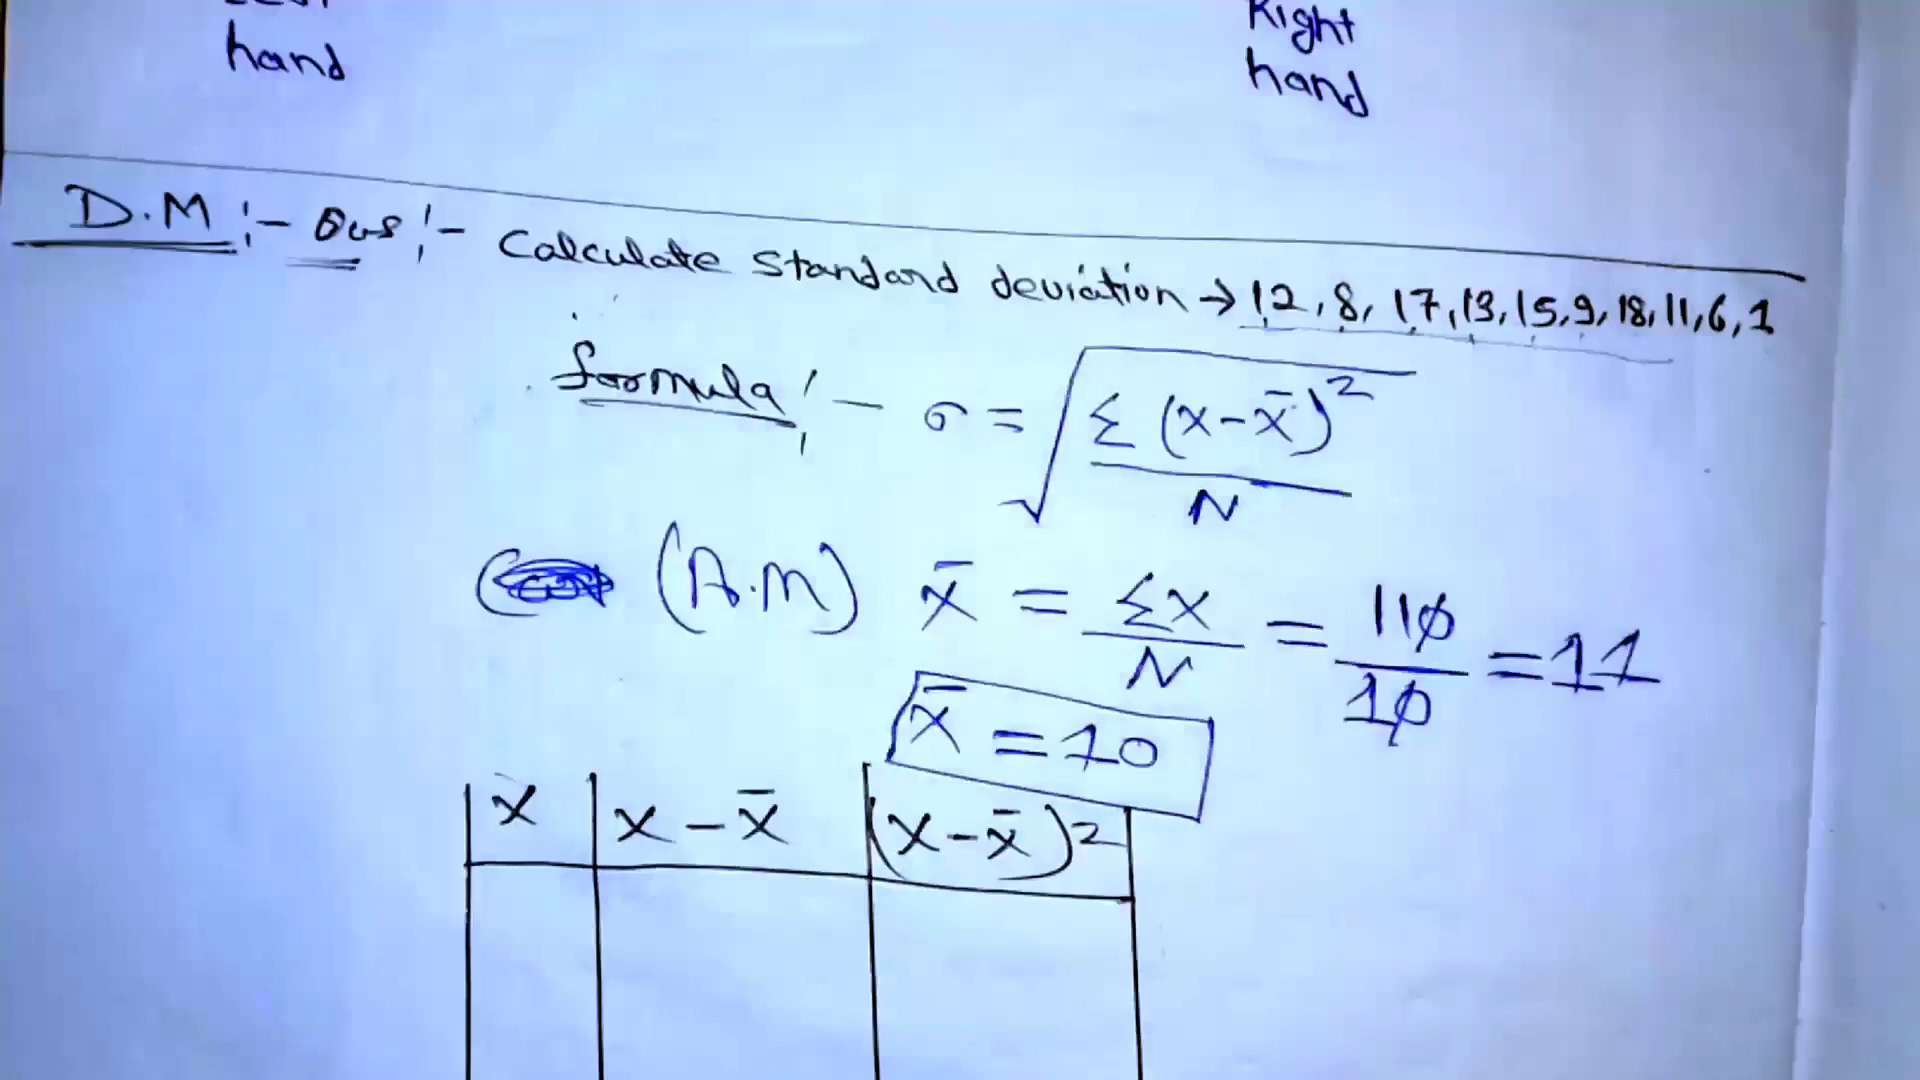 hand
Right
hand
D.M :- Ous :- Calculate standard deviation → 12, 8, 17, 13, 15, 9, 18, 11, 6, 1
formula :- σ = √ Σ (x-x̄)² / N
(A.M) x̄ = Σx / N = 110 / 10 = 11
x̄ = 10
x | x - x̄ | (x - x̄)²